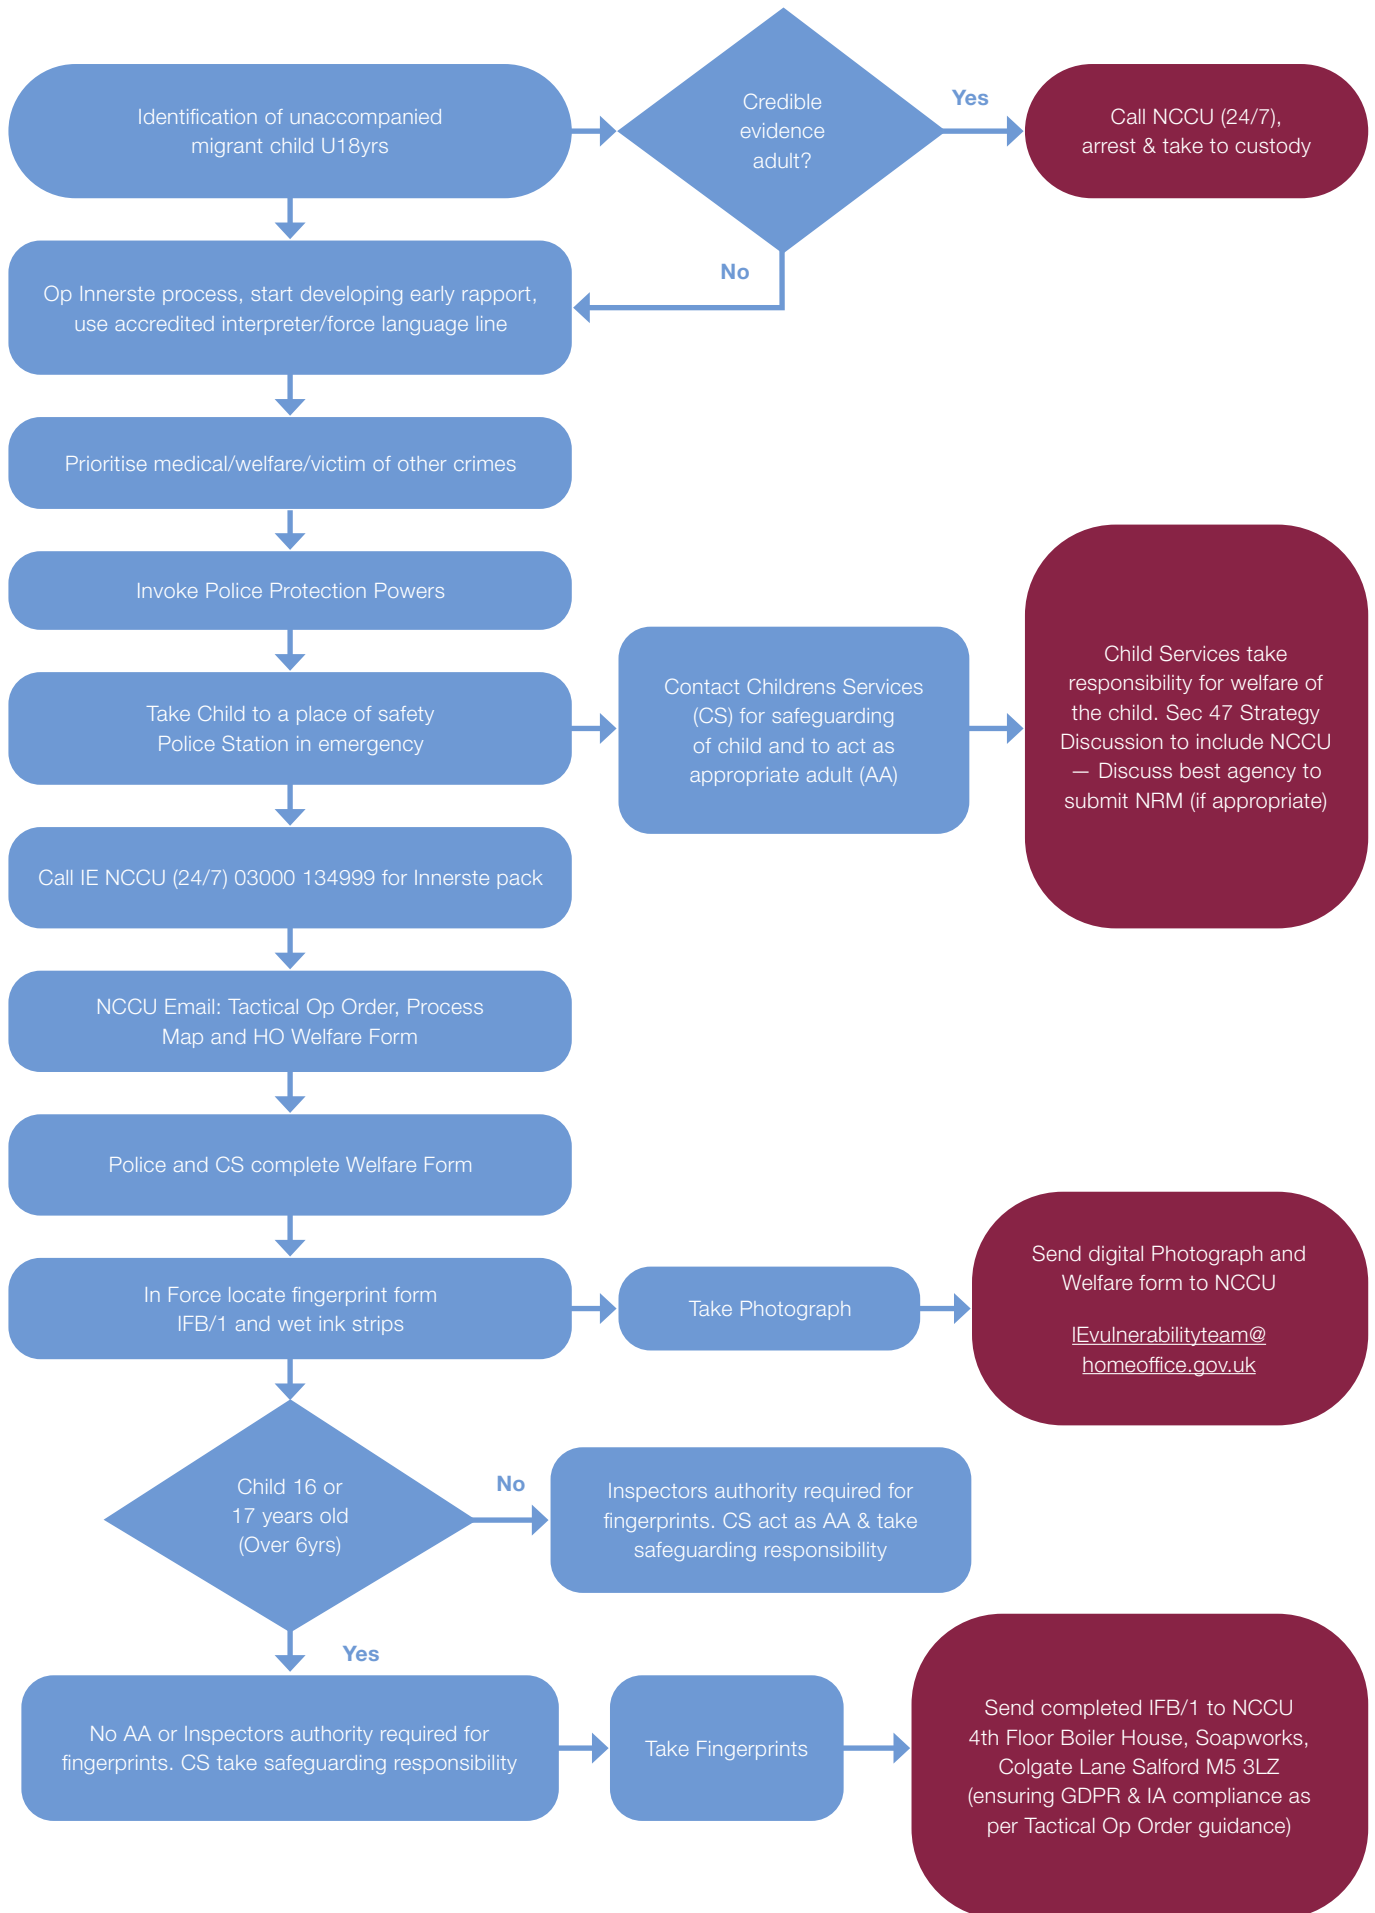 Identification of unaccompanied
migrant child U18yrs
Credible
evidence
adult?
Yes
Call NCCU (24/7),
arrest & take to custody
No
Op Innerste process, start developing early rapport,
use accredited interpreter/force language line
Prioritise medical/welfare/victim of other crimes
Invoke Police Protection Powers
Take Child to a place of safety
Police Station in emergency
Contact Childrens Services
(CS) for safeguarding
of child and to act as
appropriate adult (AA)
Child Services take
responsibility for welfare of
the child. Sec 47 Strategy
Discussion to include NCCU
— Discuss best agency to
submit NRM (if appropriate)
Call IE NCCU (24/7) 03000 134999 for Innerste pack
NCCU Email: Tactical Op Order, Process
Map and HO Welfare Form
Police and CS complete Welfare Form
In Force locate fingerprint form
IFB/1 and wet ink strips
Take Photograph
Send digital Photograph and
Welfare form to NCCU
IEvulnerabilityteam@
homeoffice.gov.uk
Child 16 or
17 years old
(Over 6yrs)
No
Inspectors authority required for
fingerprints. CS act as AA & take
safeguarding responsibility
Yes
No AA or Inspectors authority required for
fingerprints. CS take safeguarding responsibility
Take Fingerprints
Send completed IFB/1 to NCCU
4th Floor Boiler House, Soapworks,
Colgate Lane Salford M5 3LZ
(ensuring GDPR & IA compliance as
per Tactical Op Order guidance)